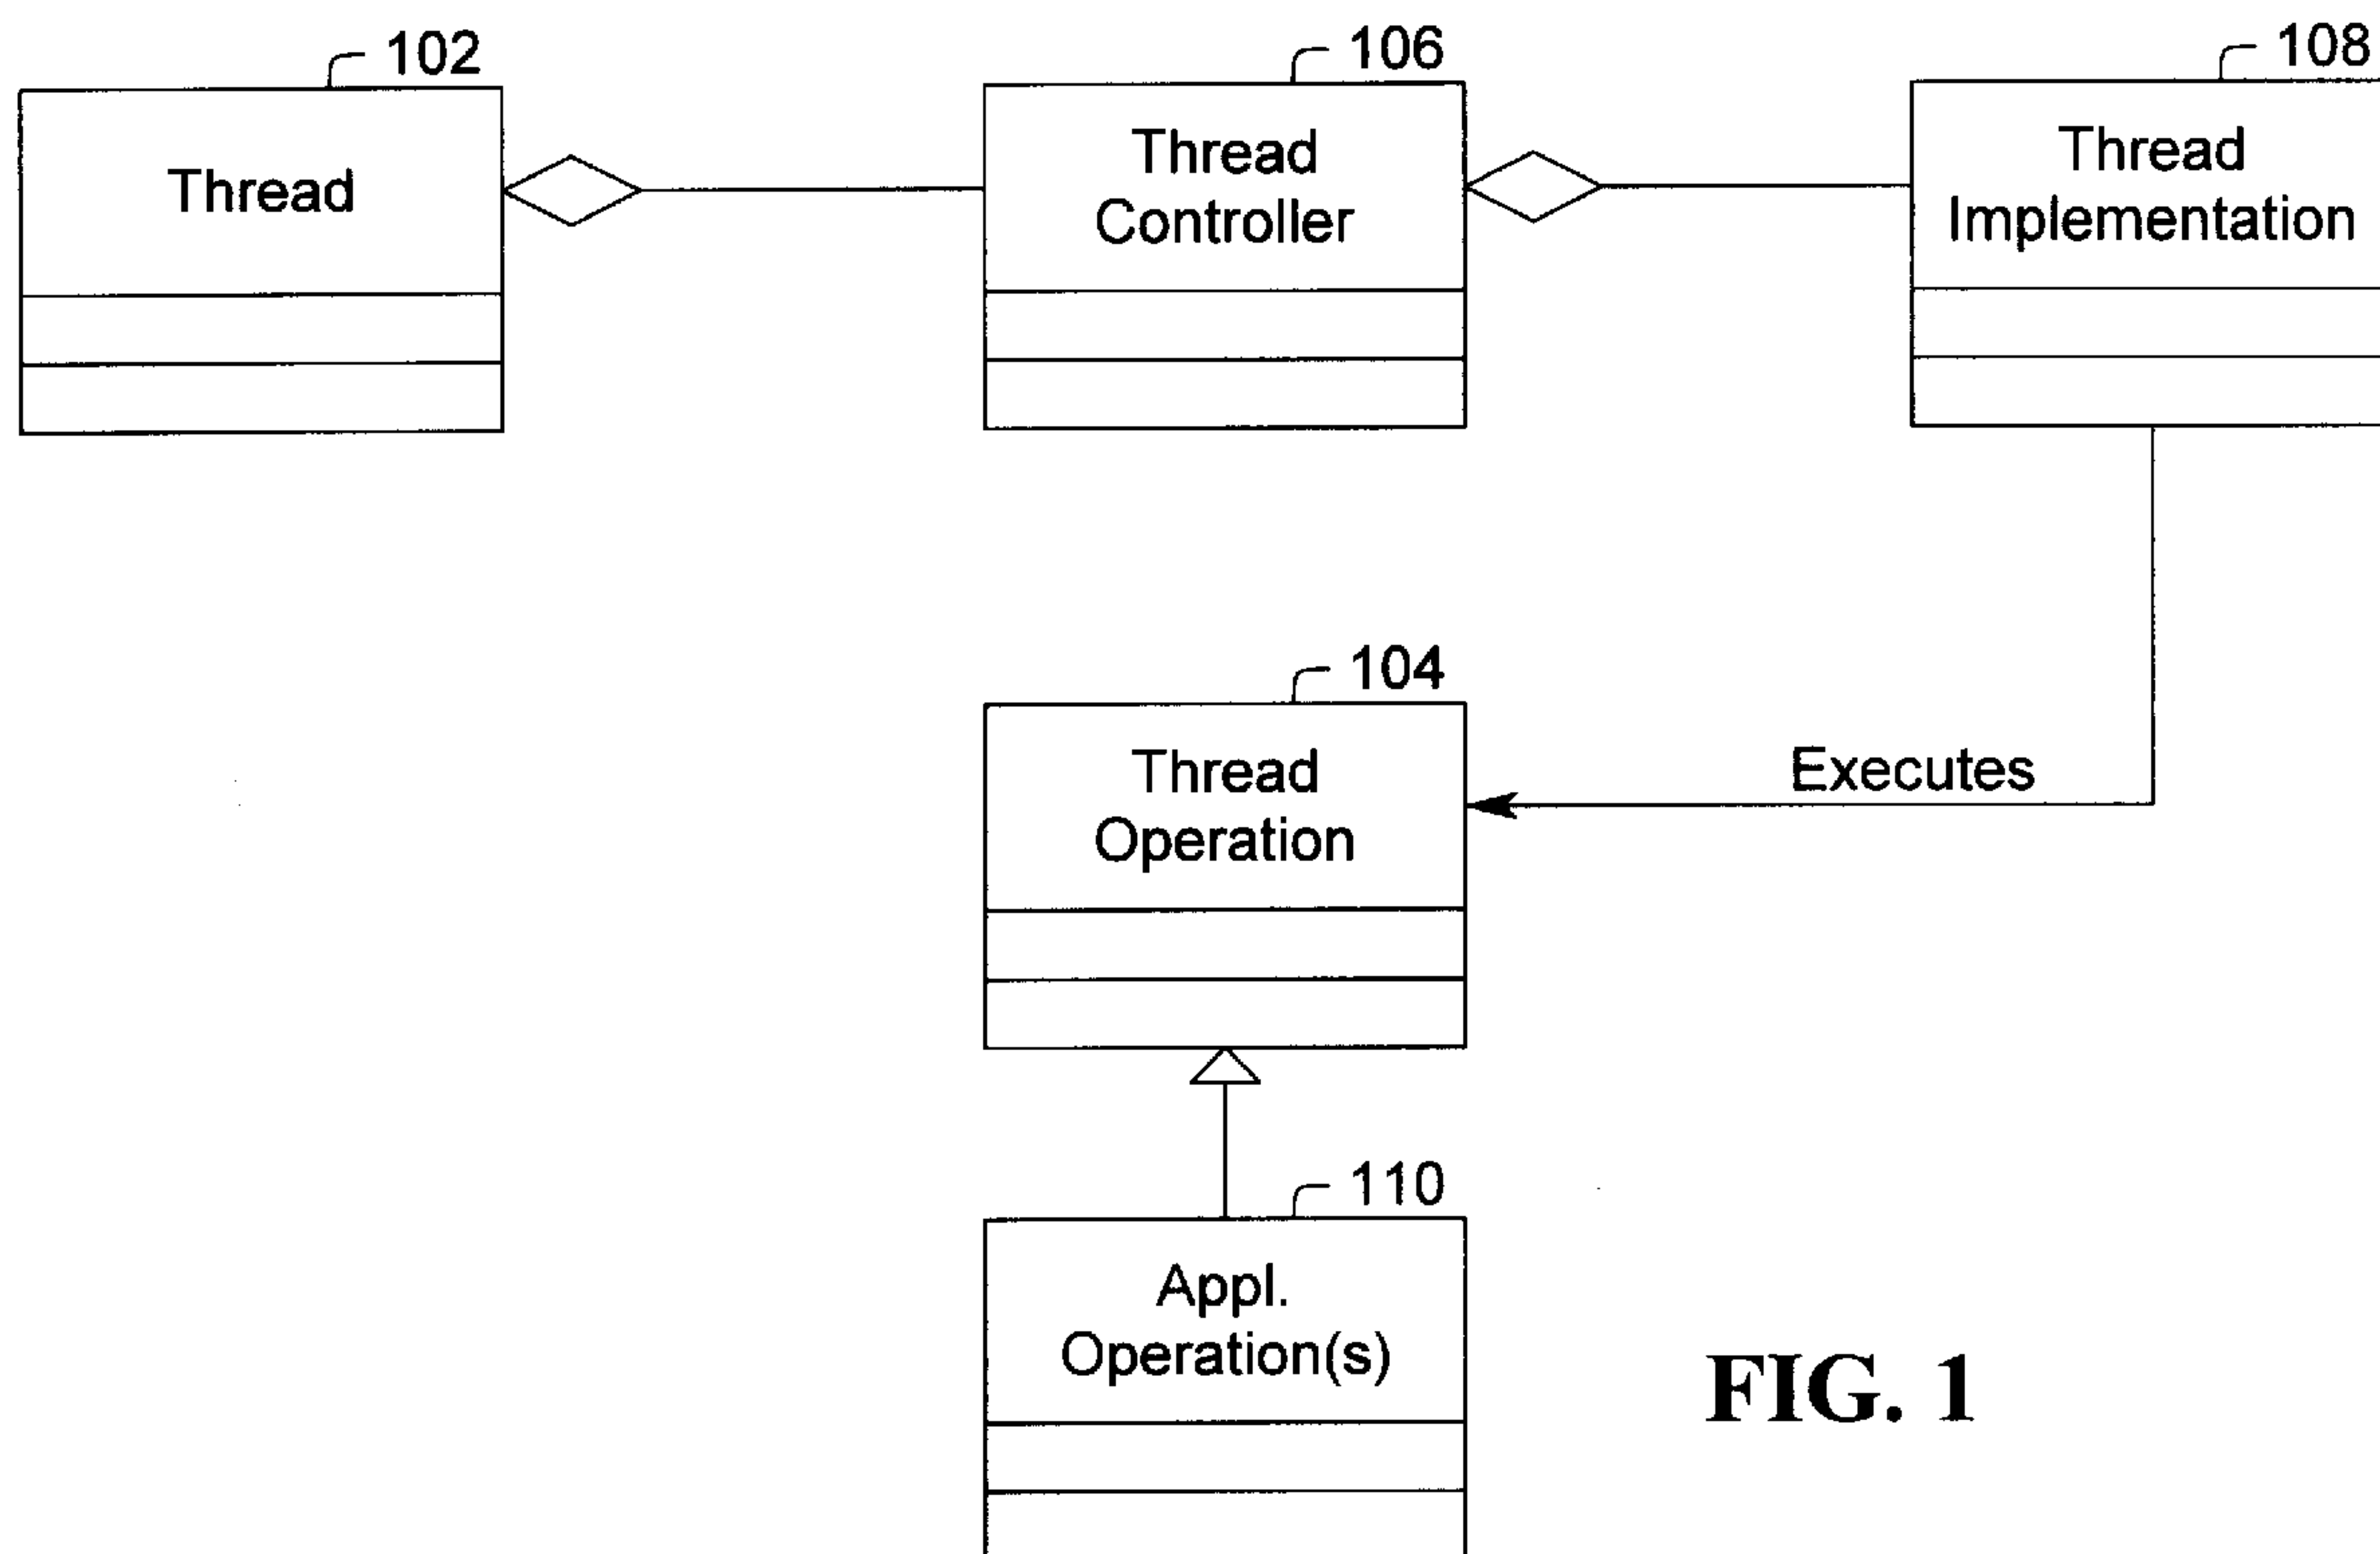 102
106
108
Thread
Thread
Controller
Thread
Implementation
104
Thread
Operation
Executes
110
Appl.
Operation(s)
FIG. 1